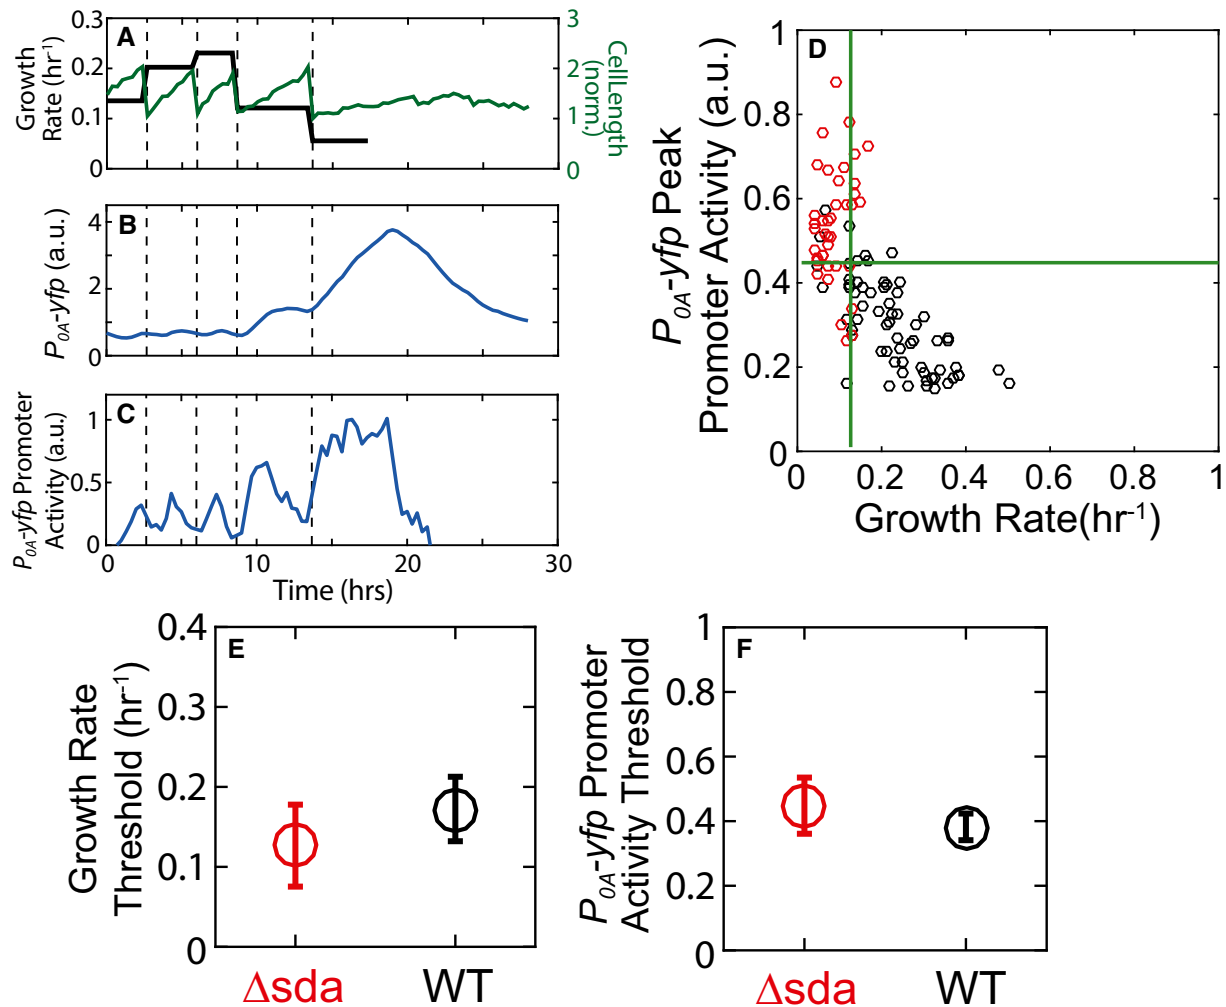 A
Growth
Rate (hr⁻¹)
0.3
0.2
0.1
0
3
2
1
0
CellLength
(norm.)
B
P0A-yfp (a.u.)
4
2
0
C
P0A-yfp Promoter
Activity (a.u.)
1
0.5
0
0
10
20
30
Time (hrs)
D
P0A-yfp Peak
Promoter Activity (a.u.)
1
0.8
0.6
0.4
0.2
0
0
0.2
0.4
0.6
0.8
1
Growth Rate(hr⁻¹)
E
Growth Rate
Threshold (hr⁻¹)
0.4
0.3
0.2
0.1
0
Δsda
WT
F
P0A-yfp Promoter
Activity Threshold
1
0.8
0.6
0.4
0.2
0
Δsda
WT